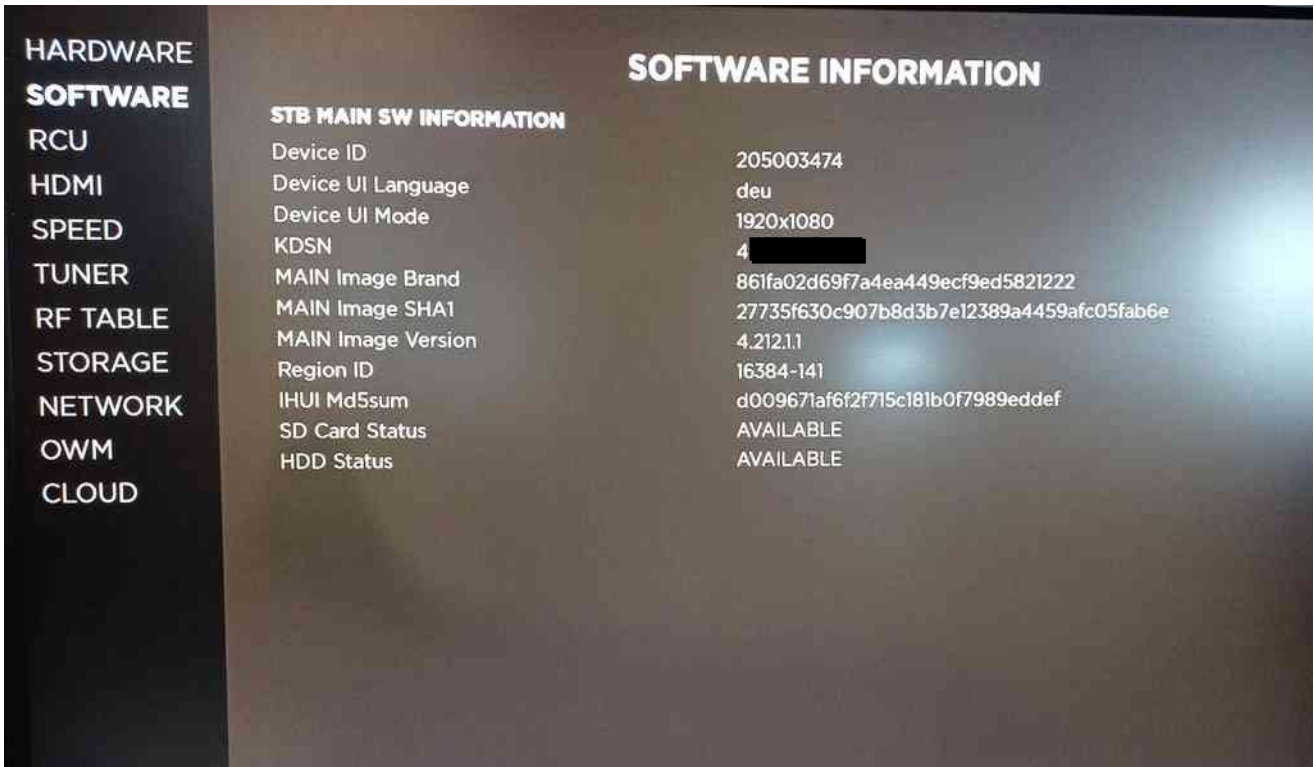 HARDWARE
SOFTWARE
RCU
HDMI
SPEED
TUNER
RF TABLE
STORAGE
NETWORK
OWM
CLOUD
SOFTWARE INFORMATION
STB MAIN SW INFORMATION
Device ID 205003474
Device UI Language deu
Device UI Mode 1920x1080
KDSN 4
MAIN Image Brand 861fa02d69f7a4ea449ecf9ed5821222
MAIN Image SHA1 27735f630c907b8d3b7e12389a4459afc05fab6e
MAIN Image Version 4.212.1.1
Region ID 16384-141
IHUI Md5sum d009671af6f2f715c181b0f7989eddef
SD Card Status AVAILABLE
HDD Status AVAILABLE